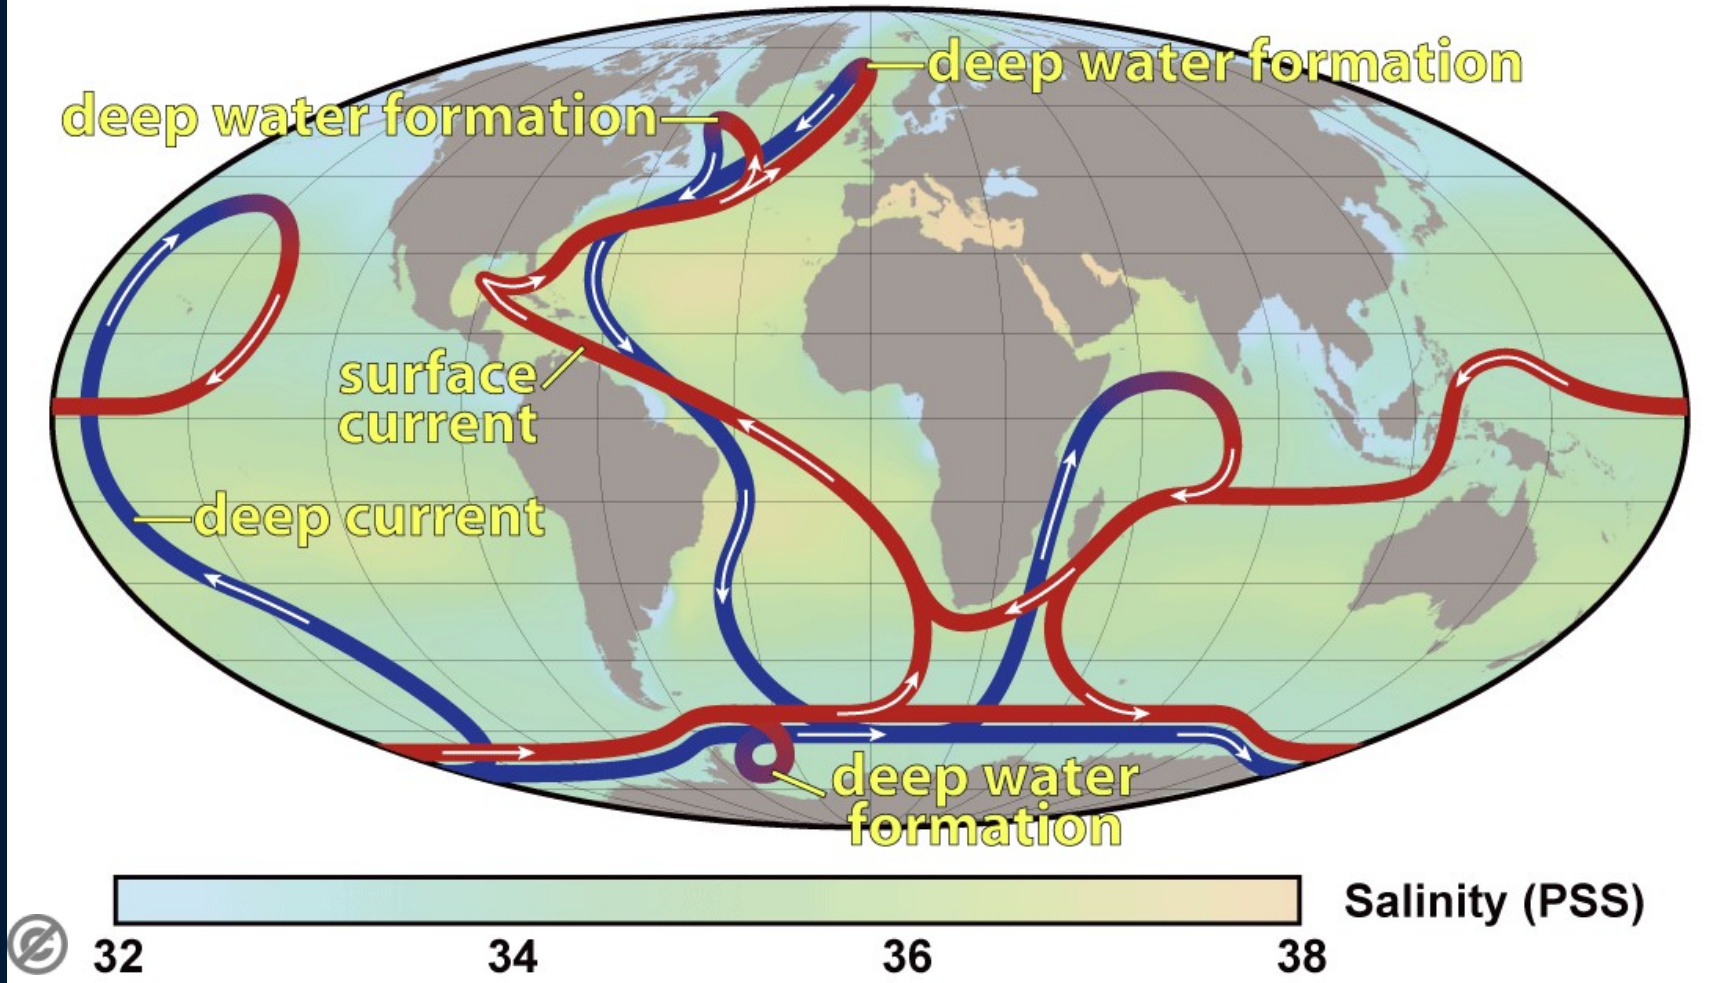 deep water formation
deep water formation
surface
current
deep current
deep water
formation
Salinity (PSS)
32 34 36 38